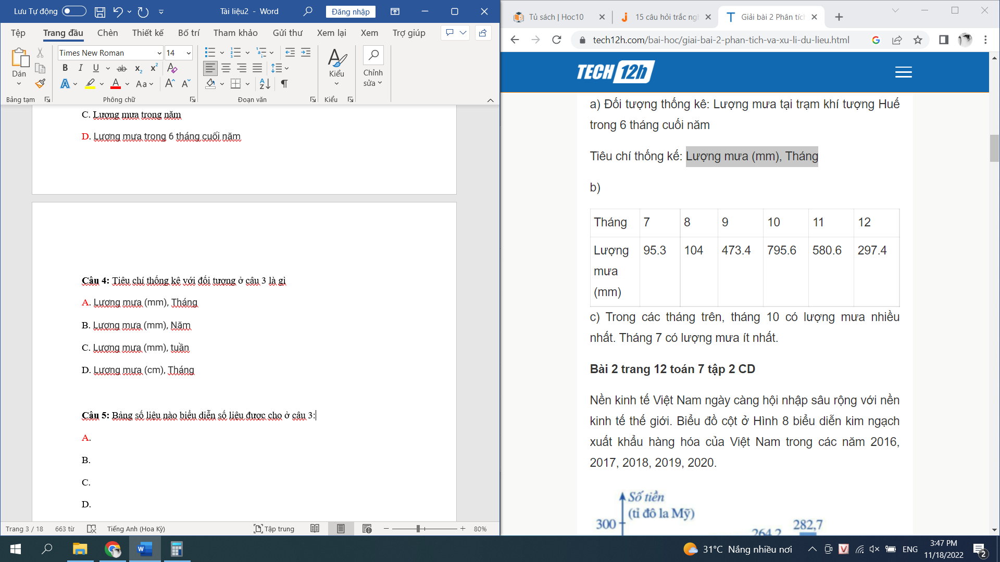 Lưu Tự động
Tài liệu2 - Word
Đăng nhập
Tệp
Trang đầu
Chèn
Thiết kế
Bố trí
Tham khảo
Gửi thư
Xem lại
Xem
Trợ giúp
Dán
Times New Roman
14
B I U ab x₂ x²
A
A Aa A A
Kiểu
Chỉnh
sửa
Bảng tạm
Phông chữ
Đoạn văn
Kiểu
C. Lượng mưa trong năm
D. Lượng mưa trong 6 tháng cuối năm
Câu 4: Tiêu chí thống kê với đối tượng ở câu 3 là gì
A. Lượng mưa (mm), Tháng
B. Lượng mưa (mm), Năm
C. Lượng mưa (mm), tuần
D. Lượng mưa (cm), Tháng
Câu 5: Bảng số liệu nào biểu diễn số liệu được cho ở câu 3:
A.
B.
C.
D.
Trang 3 / 18
663 từ
Tiếng Anh (Hoa Kỳ)
Tập trung
80%
Tủ sách | Hoc10
15 câu hỏi trắc ngh
Giải bài 2 Phân tích
tech12h.com/bai-hoc/giai-bai-2-phan-tich-va-xu-li-du-lieu.html
TECH 12h
a) Đối tượng thống kê: Lượng mưa tại trạm khí tượng Huế
trong 6 tháng cuối năm
Tiêu chí thống kế: Lượng mưa (mm), Tháng
b)
Tháng 7 8 9 10 11 12
Lượng 95.3 104 473.4 795.6 580.6 297.4
mưa
(mm)
c) Trong các tháng trên, tháng 10 có lượng mưa nhiều
nhất. Tháng 7 có lượng mưa ít nhất.
Bài 2 trang 12 toán 7 tập 2 CD
Nền kinh tế Việt Nam ngày càng hội nhập sâu rộng với nền
kinh tế thế giới. Biểu đồ cột ở Hình 8 biểu diễn kim ngạch
xuất khẩu hàng hóa của Việt Nam trong các năm 2016,
2017, 2018, 2019, 2020.
Số tiền
(tỉ đô la Mỹ)
300
264,2
282,7
31°C Nắng nhiều nơi
ENG
3:47 PM
11/18/2022
2